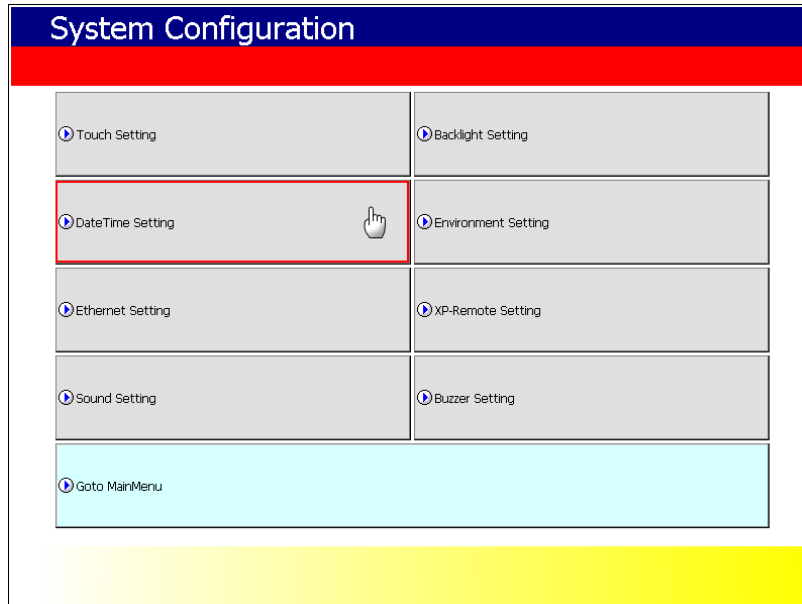 System Configuration
Touch Setting
Backlight Setting
DateTime Setting
Environment Setting
Ethernet Setting
XP-Remote Setting
Sound Setting
Buzzer Setting
Goto MainMenu